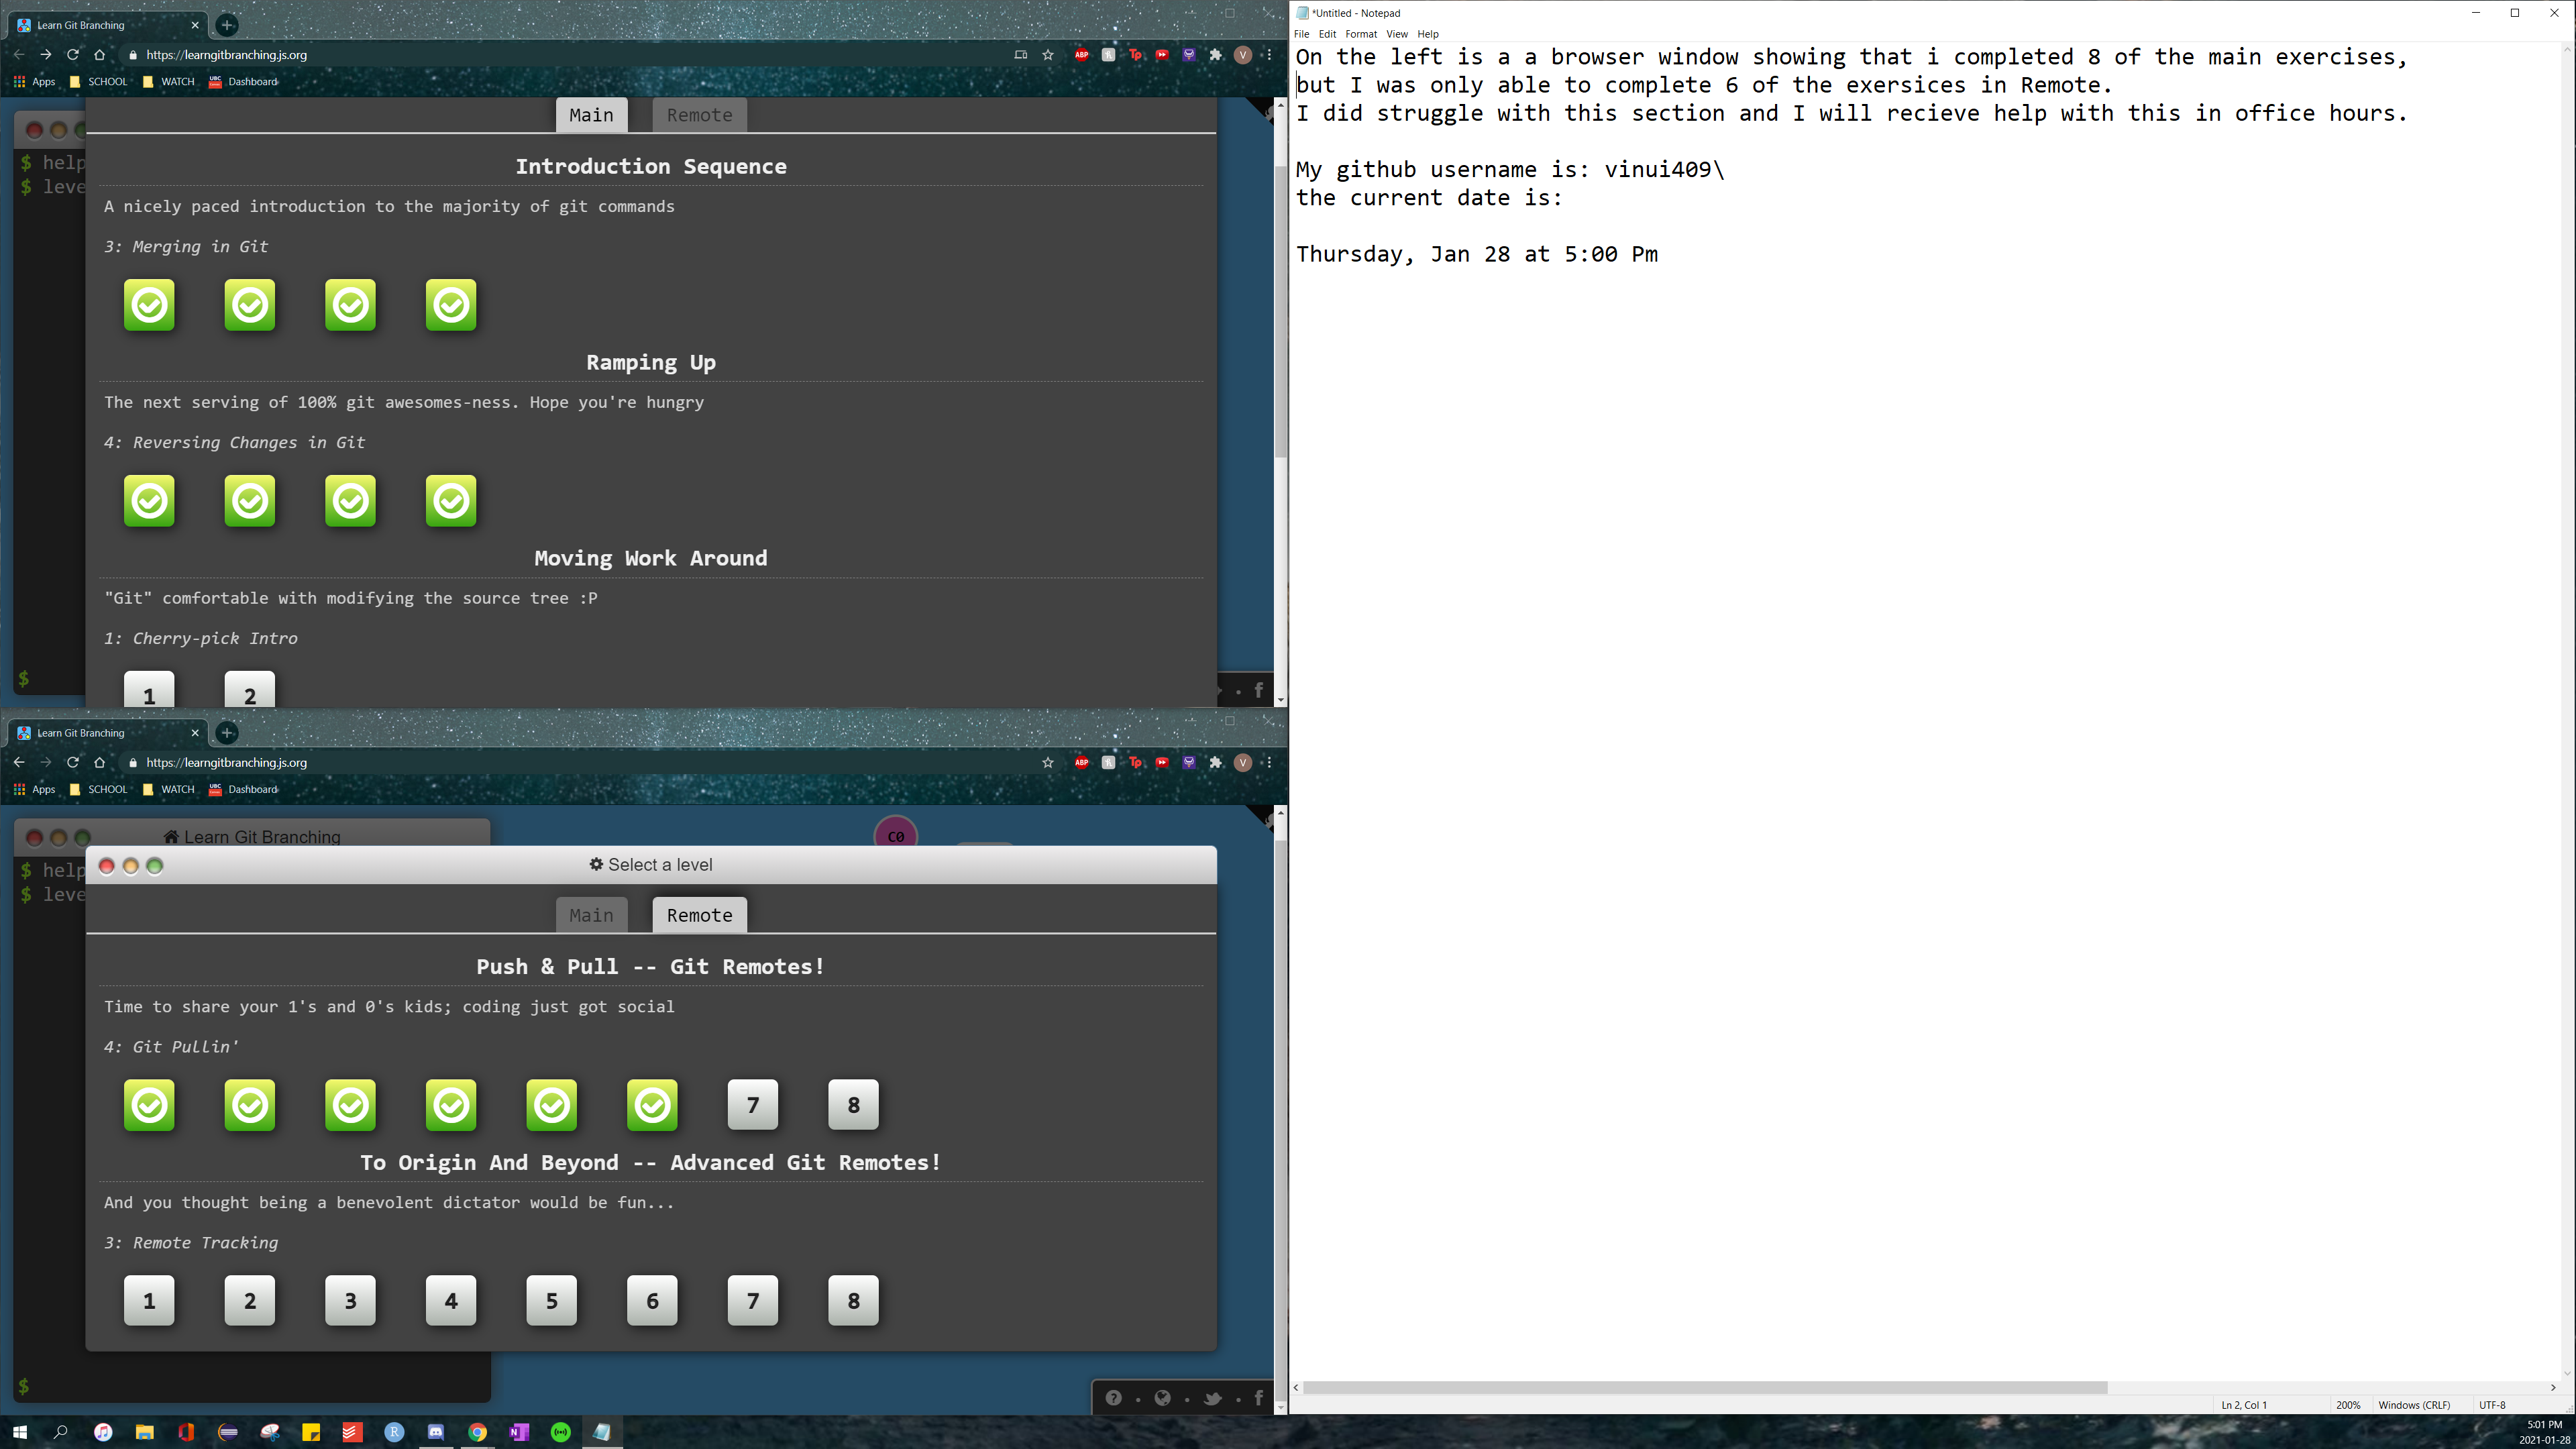 Learn Git Branching
https://learngitbranching.js.org
ABP
Tp
V
Apps
SCHOOL
WATCH
UBC
Dashboard
Main
Remote
$ help
$ leve
Introduction Sequence
A nicely paced introduction to the majority of git commands
3: Merging in Git
Ramping Up
The next serving of 100% git awesomes-ness. Hope you're hungry
4: Reversing Changes in Git
Moving Work Around
"Git" comfortable with modifying the source tree :P
1: Cherry-pick Intro
1 2
$
Learn Git Branching
https://learngitbranching.js.org
ABP
Tp
V
Apps
SCHOOL
WATCH
UBC
Dashboard
Learn Git Branching
C0
$ help
$ leve
Select a level
Main
Remote
Push & Pull -- Git Remotes!
Time to share your 1's and 0's kids; coding just got social
4: Git Pullin'
7 8
To Origin And Beyond -- Advanced Git Remotes!
And you thought being a benevolent dictator would be fun...
3: Remote Tracking
1 2 3 4 5 6 7 8
$
*Untitled - Notepad
File Edit Format View Help
On the left is a a browser window showing that i completed 8 of the main exercises,
but I was only able to complete 6 of the exersices in Remote.
I did struggle with this section and I will recieve help with this in office hours.
My github username is: vinui409\
the current date is:
Thursday, Jan 28 at 5:00 Pm
Ln 2, Col 1
200%
Windows (CRLF)
UTF-8
5:01 PM
2021-01-28